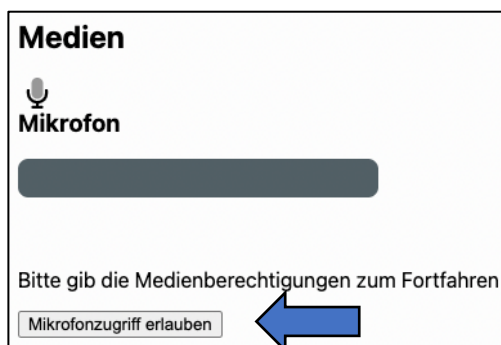 Medien
Mikrofon
Bitte gib die Medienberechtigungen zum Fortfahren
Mikrofonzugriff erlauben